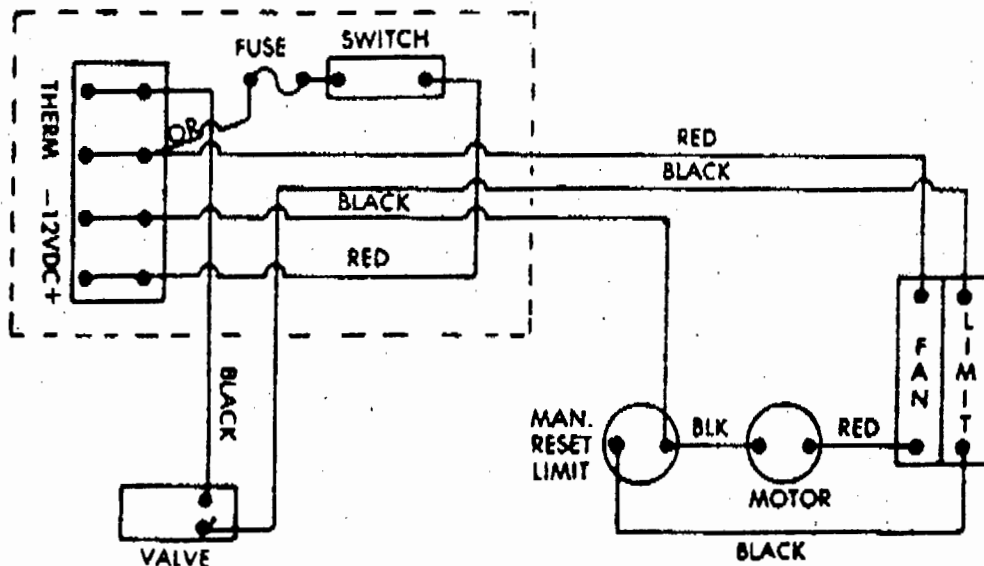 FUSE
SWITCH
THERM.
-12VDC+
OR
RED
BLACK
BLACK
RED
BLACK
FAN
LIMIT
MAN.
RESET
LIMIT
BLK
RED
MOTOR
BLACK
VALVE